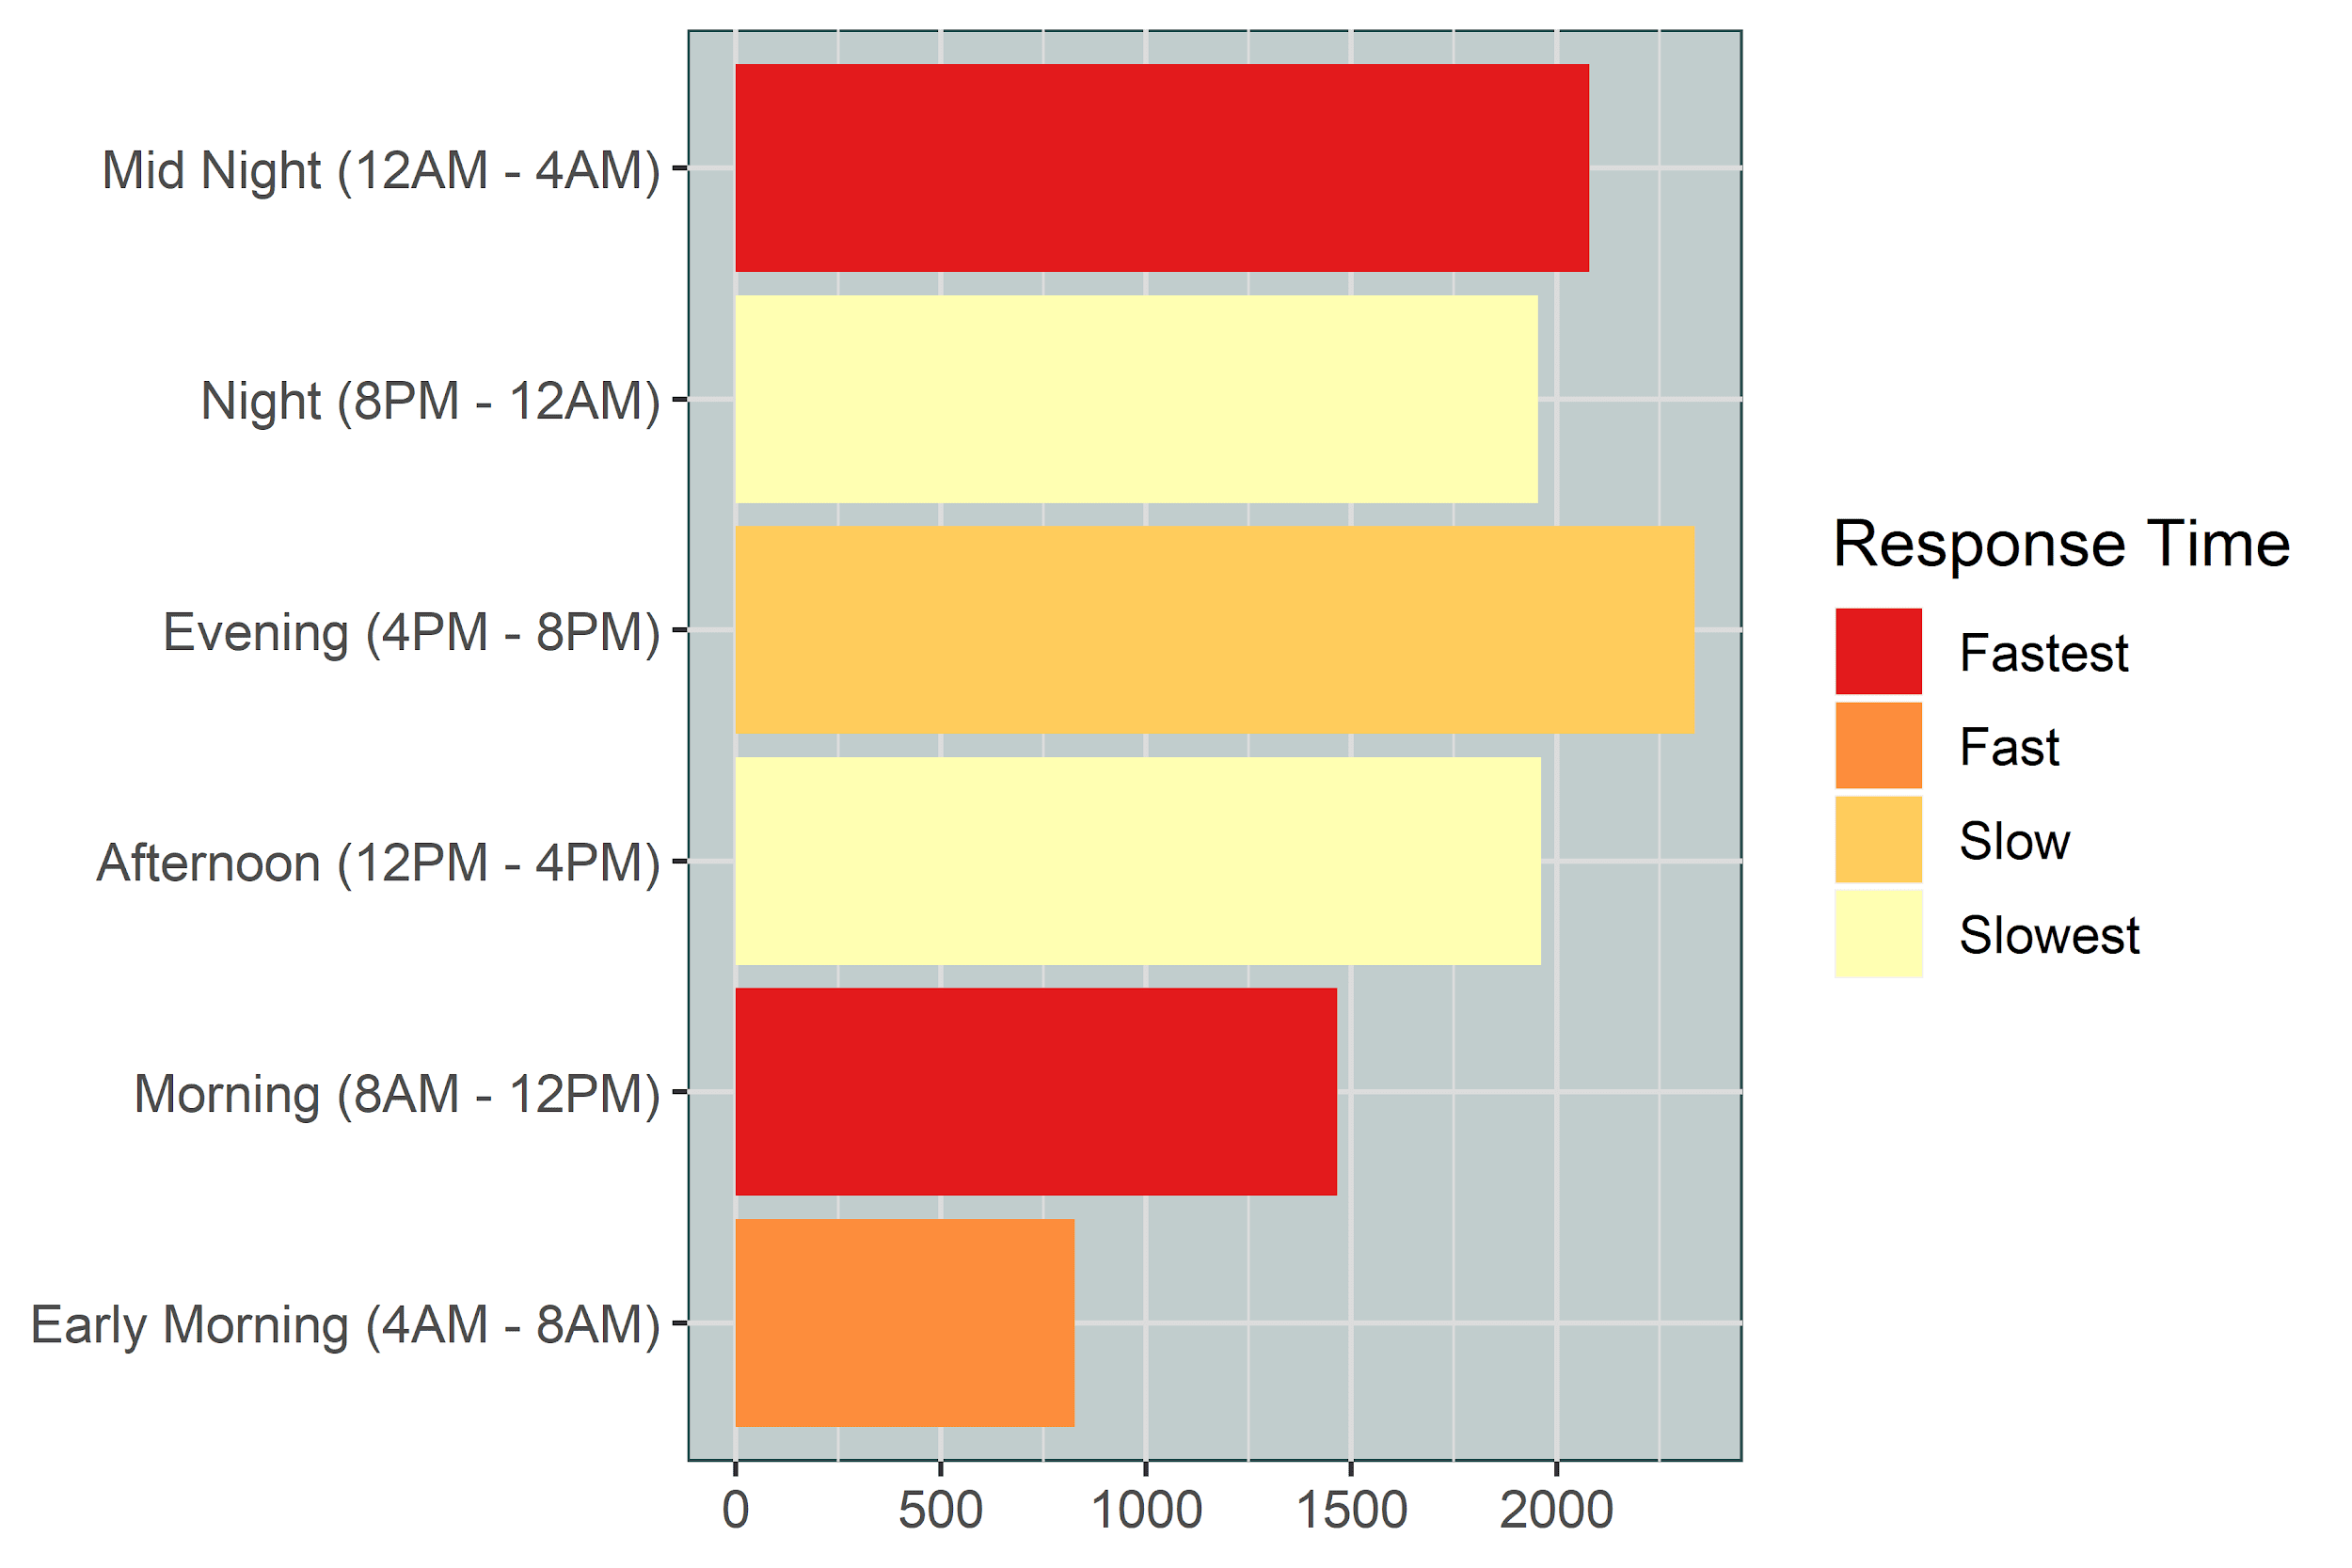 Mid Night (12AM - 4AM)
Night (8PM - 12AM)
Evening (4PM - 8PM)
Afternoon (12PM - 4PM)
Morning (8AM - 12PM)
Early Morning (4AM - 8AM)
0 500 1000 1500 2000
Response Time
Fastest
Fast
Slow
Slowest